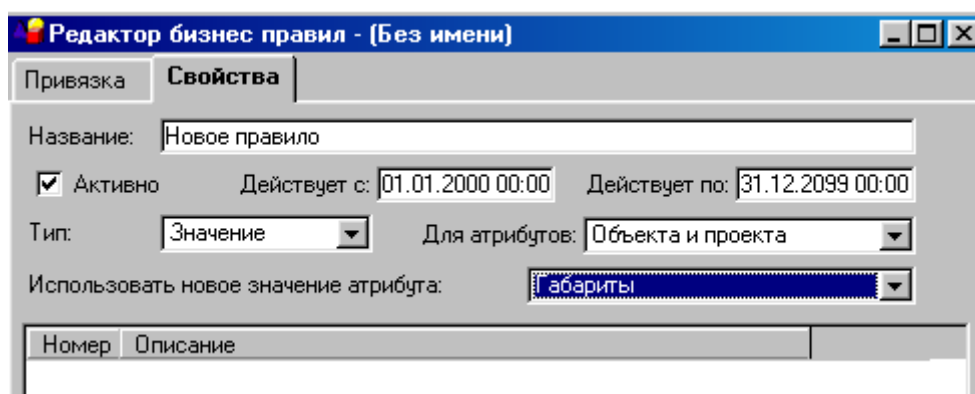 Редактор бизнес правил - (Без имени)
Привязка Свойства
Название: Новое правило
Активно Действует с: 01.01.2000 00:00 Действует по: 31.12.2099 00:00
Тип: Значение Для атрибутов: Объекта и проекта
Использовать новое значение атрибута: Габариты
Номер Описание